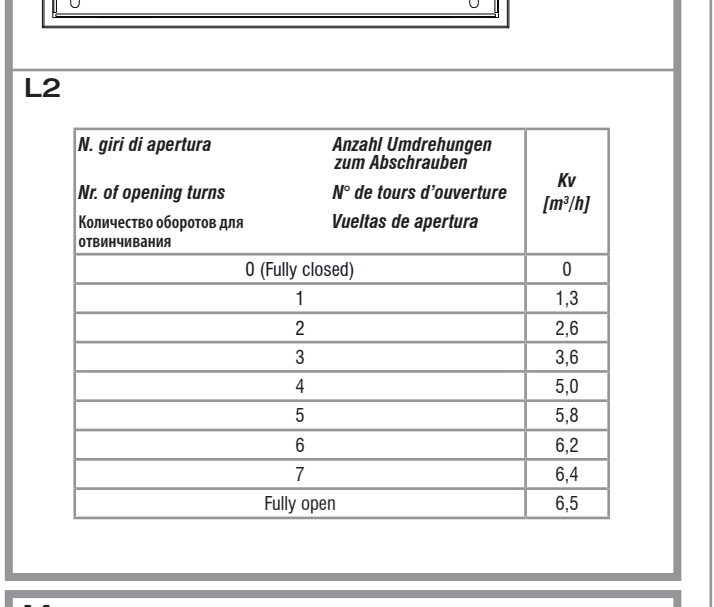 L2
N. giri di apertura
Anzahl Umdrehungen
zum Abschrauben
Nr. of opening turns
N° de tours d'ouverture
Количество оборотов для
отвинчивания
Vueltas de apertura
Kv
[m³/h]
0 (Fully closed) 0
1 1,3
2 2,6
3 3,6
4 5,0
5 5,8
6 6,2
7 6,4
Fully open 6,5